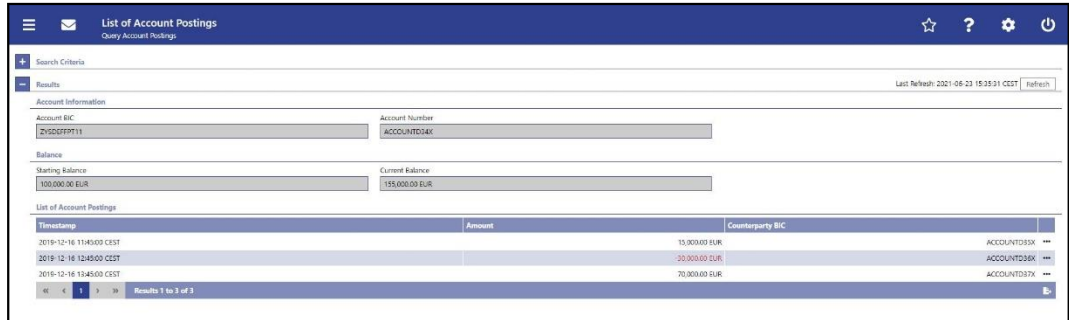 List of Account Postings
Query Account Postings
Search Criteria
Results
Last Refresh: 2021-06-23 15:35:31 CEST Refresh
Account Information
Account BIC Account Number
ZYSDEFFPT11 ACCOUNTD34X
Balance
Starting Balance Current Balance
100,000.00 EUR 155,000.00 EUR
List of Account Postings
Timestamp Amount Counterparty BIC
2019-12-16 11:45:00 CEST 15,000.00 EUR ACCOUNTD35X
2019-12-16 12:45:00 CEST -30,000.00 EUR ACCOUNTD36X
2019-12-16 13:45:00 CEST 70,000.00 EUR ACCOUNTD37X
1 Results 1 to 3 of 3